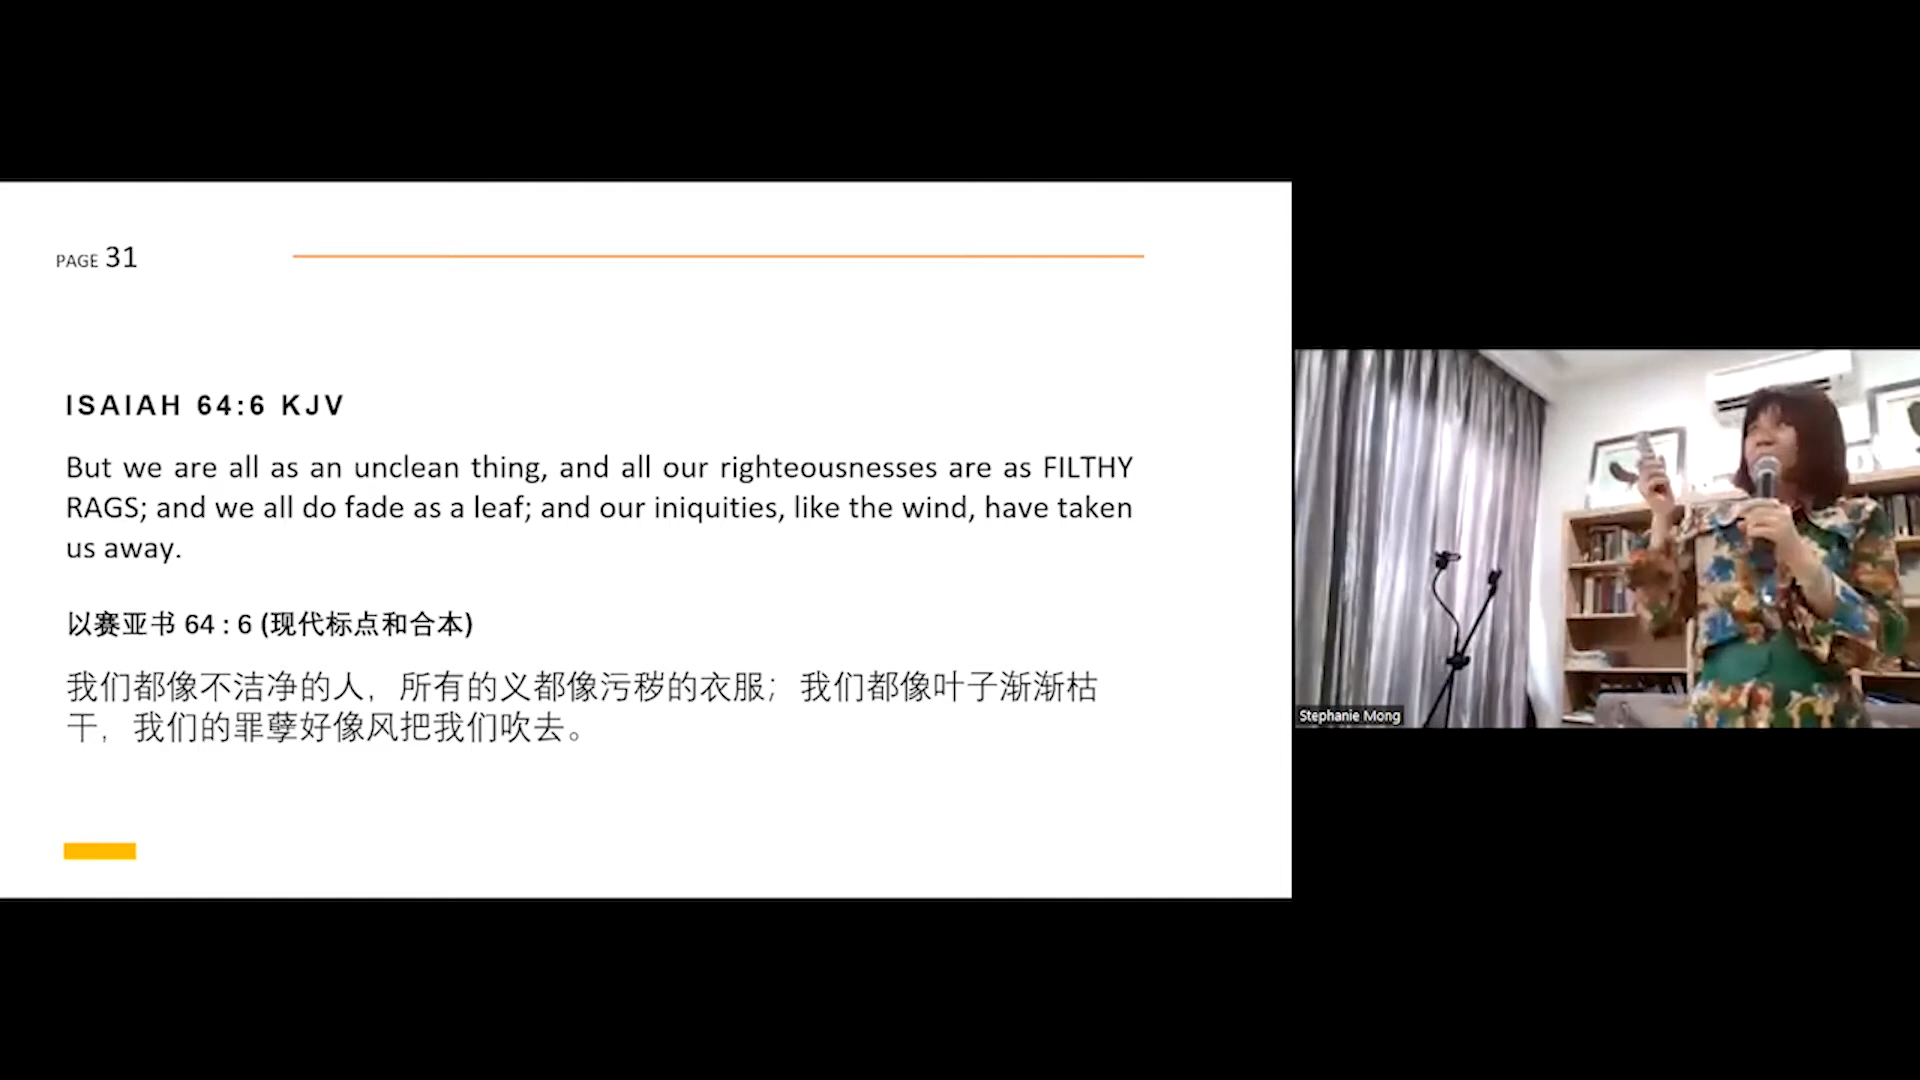 PAGE 31
ISAIAH 64:6 KJV
But we are all as an unclean thing, and all our righteousnesses are as FILTHY
RAGS; and we all do fade as a leaf; and our iniquities, like the wind, have taken
us away.
以赛亚书 64 : 6 (现代标点和合本)
我们都像不洁净的人，所有的义都像污秽的衣服；我们都像叶子渐渐枯
干，我们的罪孽好像风把我们吹去。
Stephanie Mong